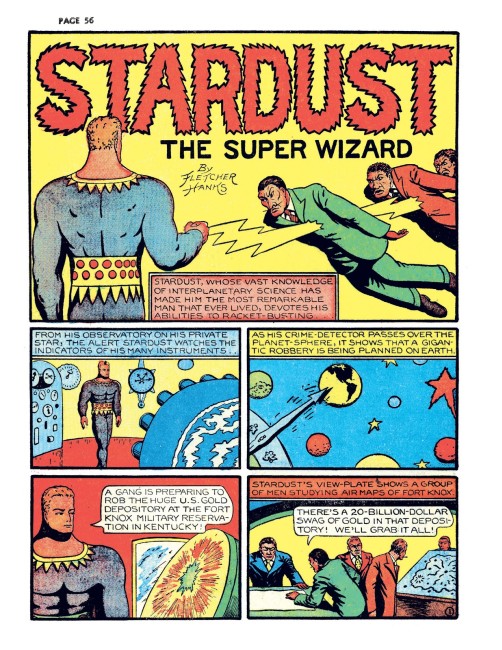 PAGE 56
STARDUST
THE SUPER WIZARD
By
FLETCHER
HANKS
STARDUST, WHOSE VAST KNOWLEDGE
OF INTERPLANETARY SCIENCE HAS
MADE HIM THE MOST REMARKABLE
MAN THAT EVER LIVED, DEVOTES HIS
ABILITIES TO RACKET-BUSTING.
FROM HIS OBSERVATORY ON HIS PRIVATE
STAR, THE ALERT STARDUST WATCHES THE
INDICATORS OF HIS MANY INSTRUMENTS...
AS HIS CRIME-DETECTOR PASSES OVER THE
PLANET-SPHERE, IT SHOWS THAT A GIGAN-
TIC ROBBERY IS BEING PLANNED ON EARTH.
A GANG IS PREPARING TO
ROB THE HUGE U.S. GOLD
DEPOSITORY AT THE FORT
KNOX MILITARY RESERVA-
TION IN KENTUCKY!
STARDUST'S VIEW-PLATE SHOWS A GROUP
OF MEN STUDYING AIR MAPS OF FORT KNOX.
THERE'S A 20-BILLION-DOLLAR
SWAG OF GOLD IN THAT DEPOSI-
TORY! WE'LL GRAB IT ALL!
1